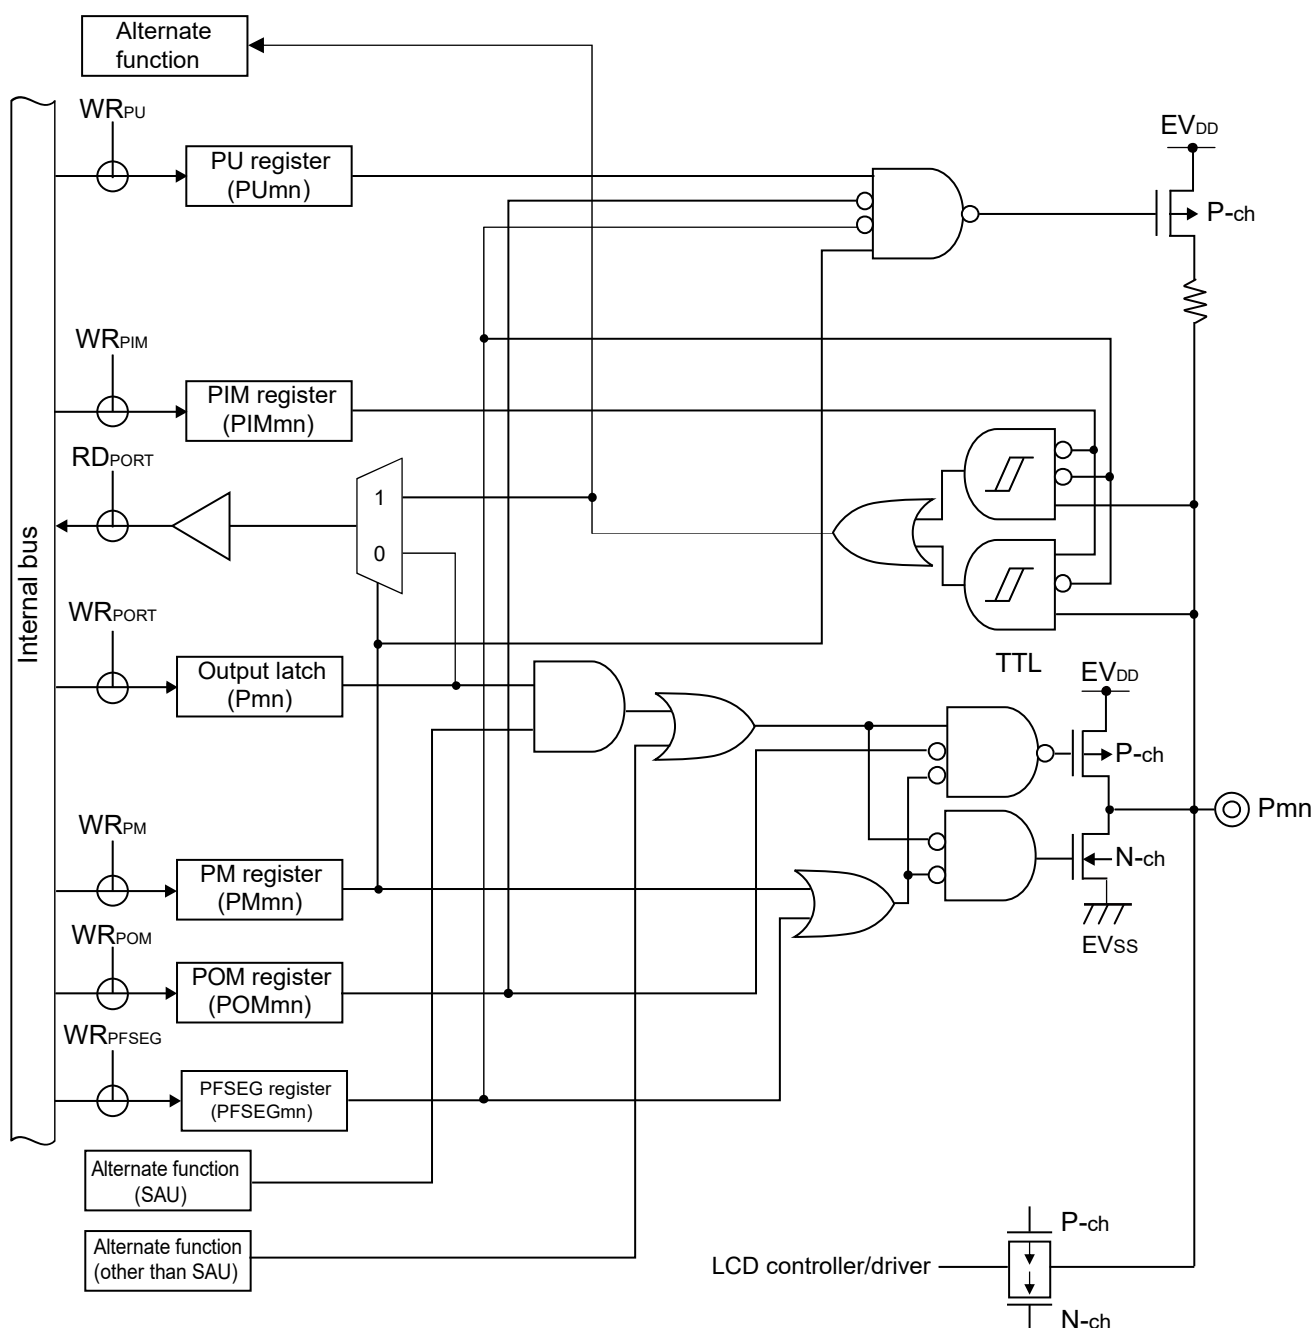 Alternate
function
WRPU
EVDD
PU register
(PUmn)
P-ch
WRPIM
PIM register
(PIMmn)
RDPORT
1
0
Internal bus
WRPORT
Output latch
(Pmn)
TTL
EVDD
P-ch
Pmn
WRPM
PM register
(PMmn)
N-ch
EVSS
WRPOM
POM register
(POMmn)
WRPFSEG
PFSEG register
(PFSEGmn)
Alternate function
(SAU)
Alternate function
(other than SAU)
P-ch
LCD controller/driver
N-ch